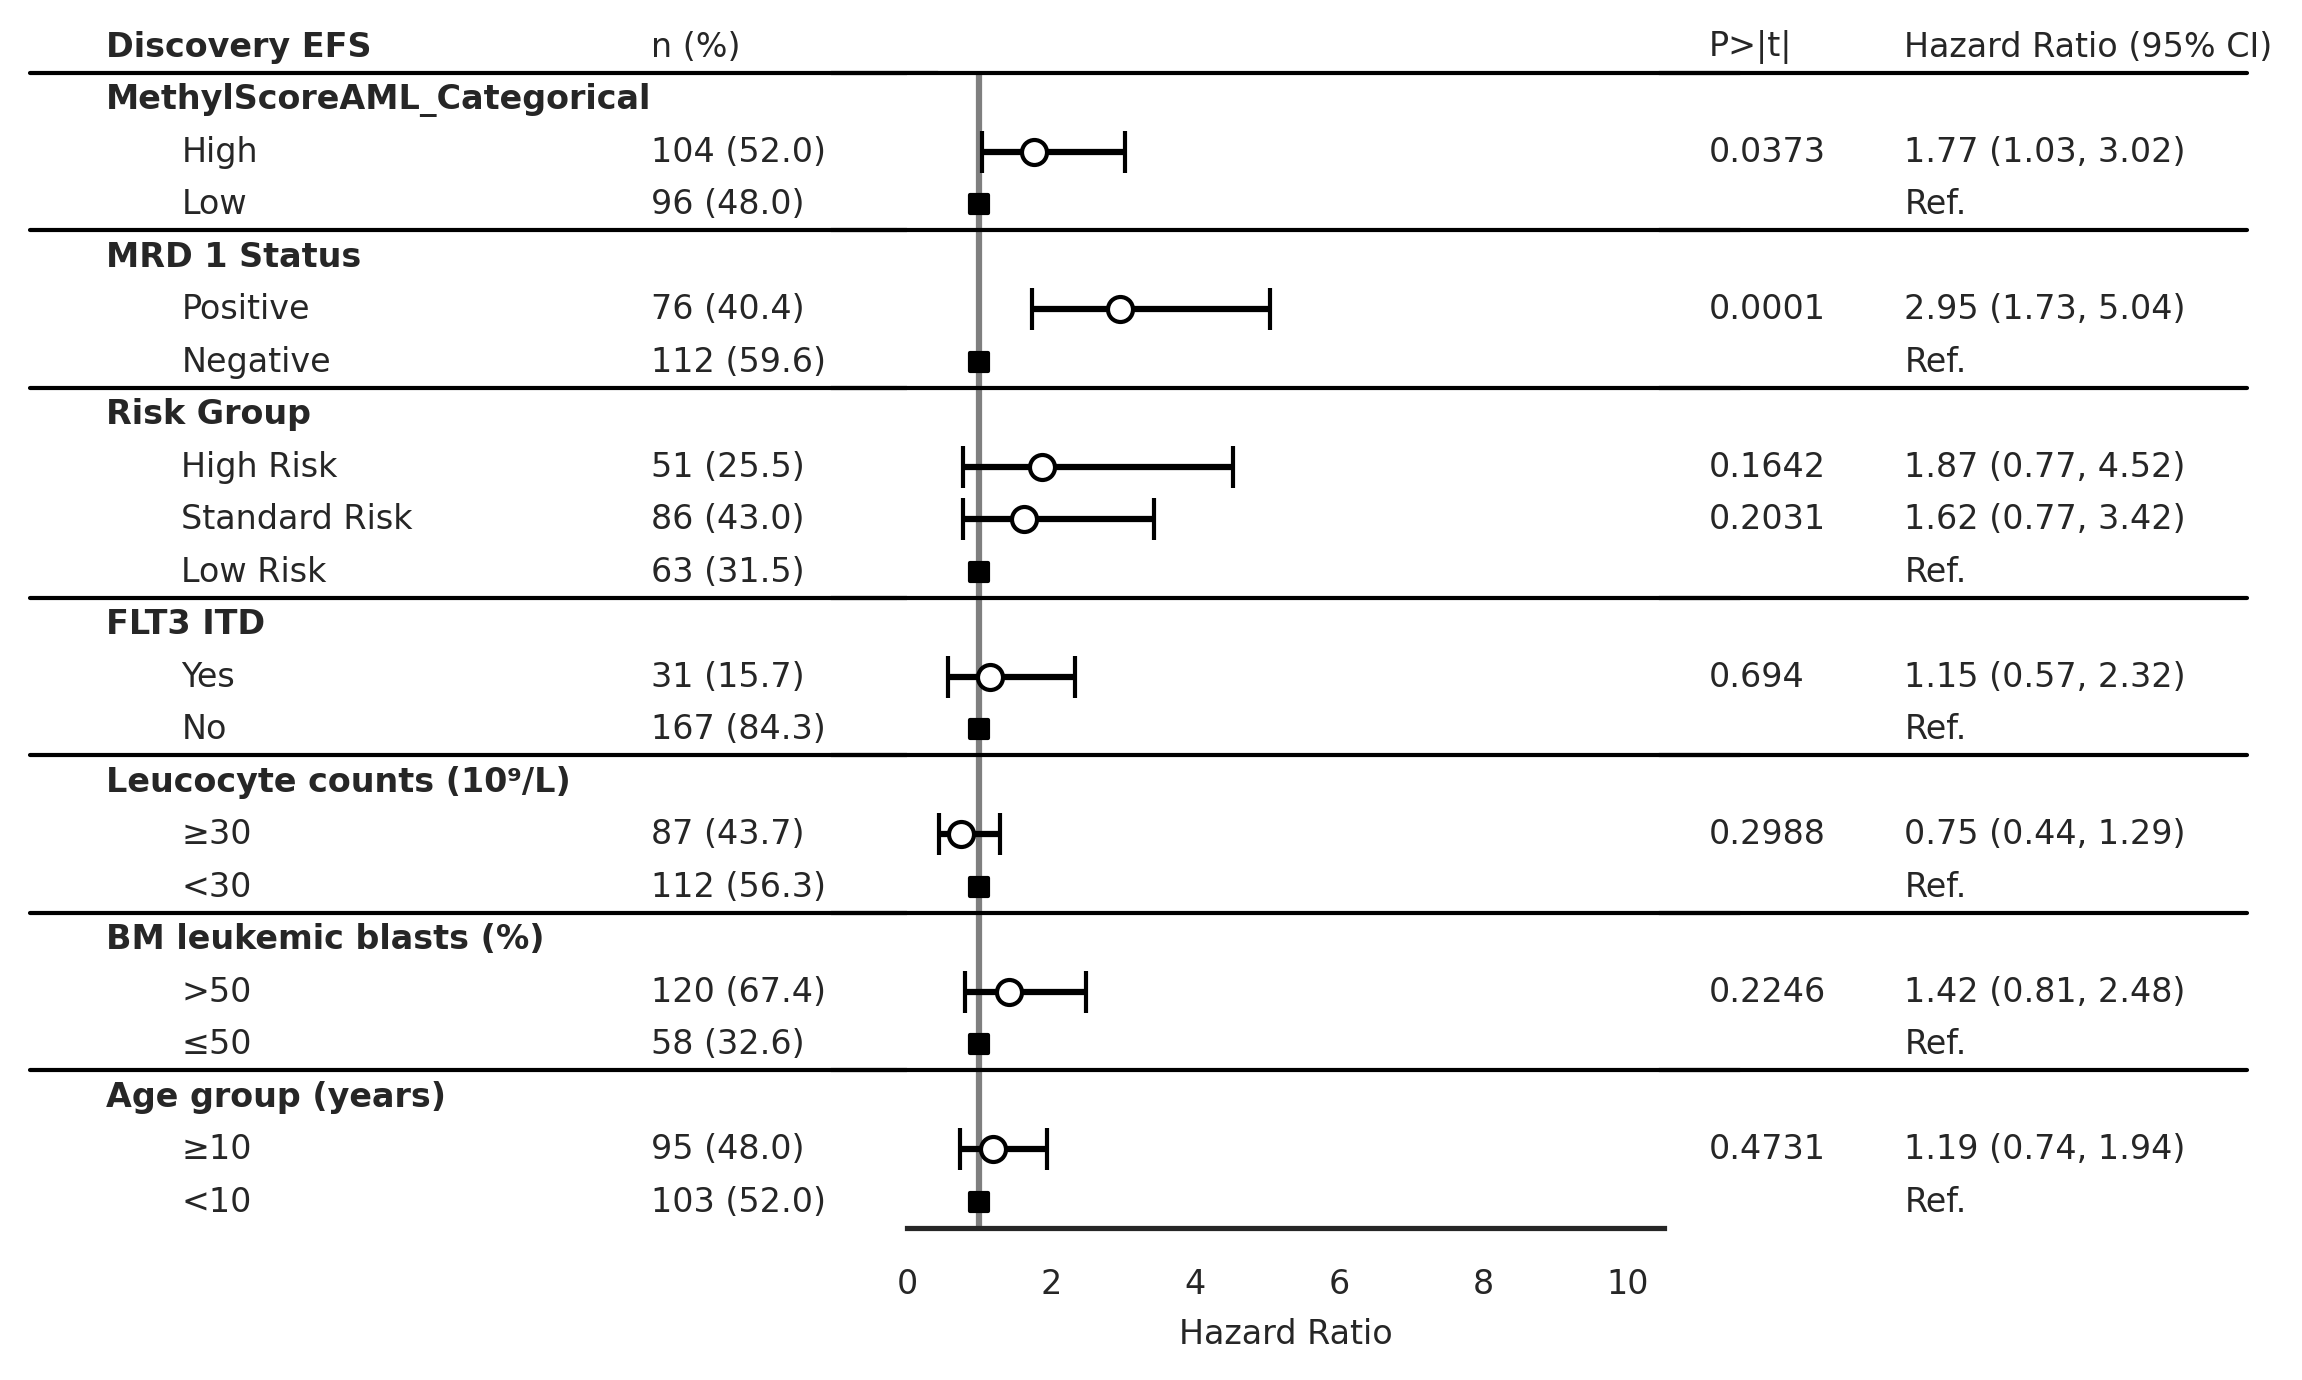 Discovery EFS n (%) P>|t| Hazard Ratio (95% CI)
MethylScoreAML_Categorical
High 104 (52.0) 0.0373 1.77 (1.03, 3.02)
Low 96 (48.0) Ref.
MRD 1 Status
Positive 76 (40.4) 0.0001 2.95 (1.73, 5.04)
Negative 112 (59.6) Ref.
Risk Group
High Risk 51 (25.5) 0.1642 1.87 (0.77, 4.52)
Standard Risk 86 (43.0) 0.2031 1.62 (0.77, 3.42)
Low Risk 63 (31.5) Ref.
FLT3 ITD
Yes 31 (15.7) 0.694 1.15 (0.57, 2.32)
No 167 (84.3) Ref.
Leucocyte counts (10⁹/L)
≥30 87 (43.7) 0.2988 0.75 (0.44, 1.29)
<30 112 (56.3) Ref.
BM leukemic blasts (%)
>50 120 (67.4) 0.2246 1.42 (0.81, 2.48)
≤50 58 (32.6) Ref.
Age group (years)
≥10 95 (48.0) 0.4731 1.19 (0.74, 1.94)
<10 103 (52.0) Ref.
0 2 4 6 8 10
Hazard Ratio